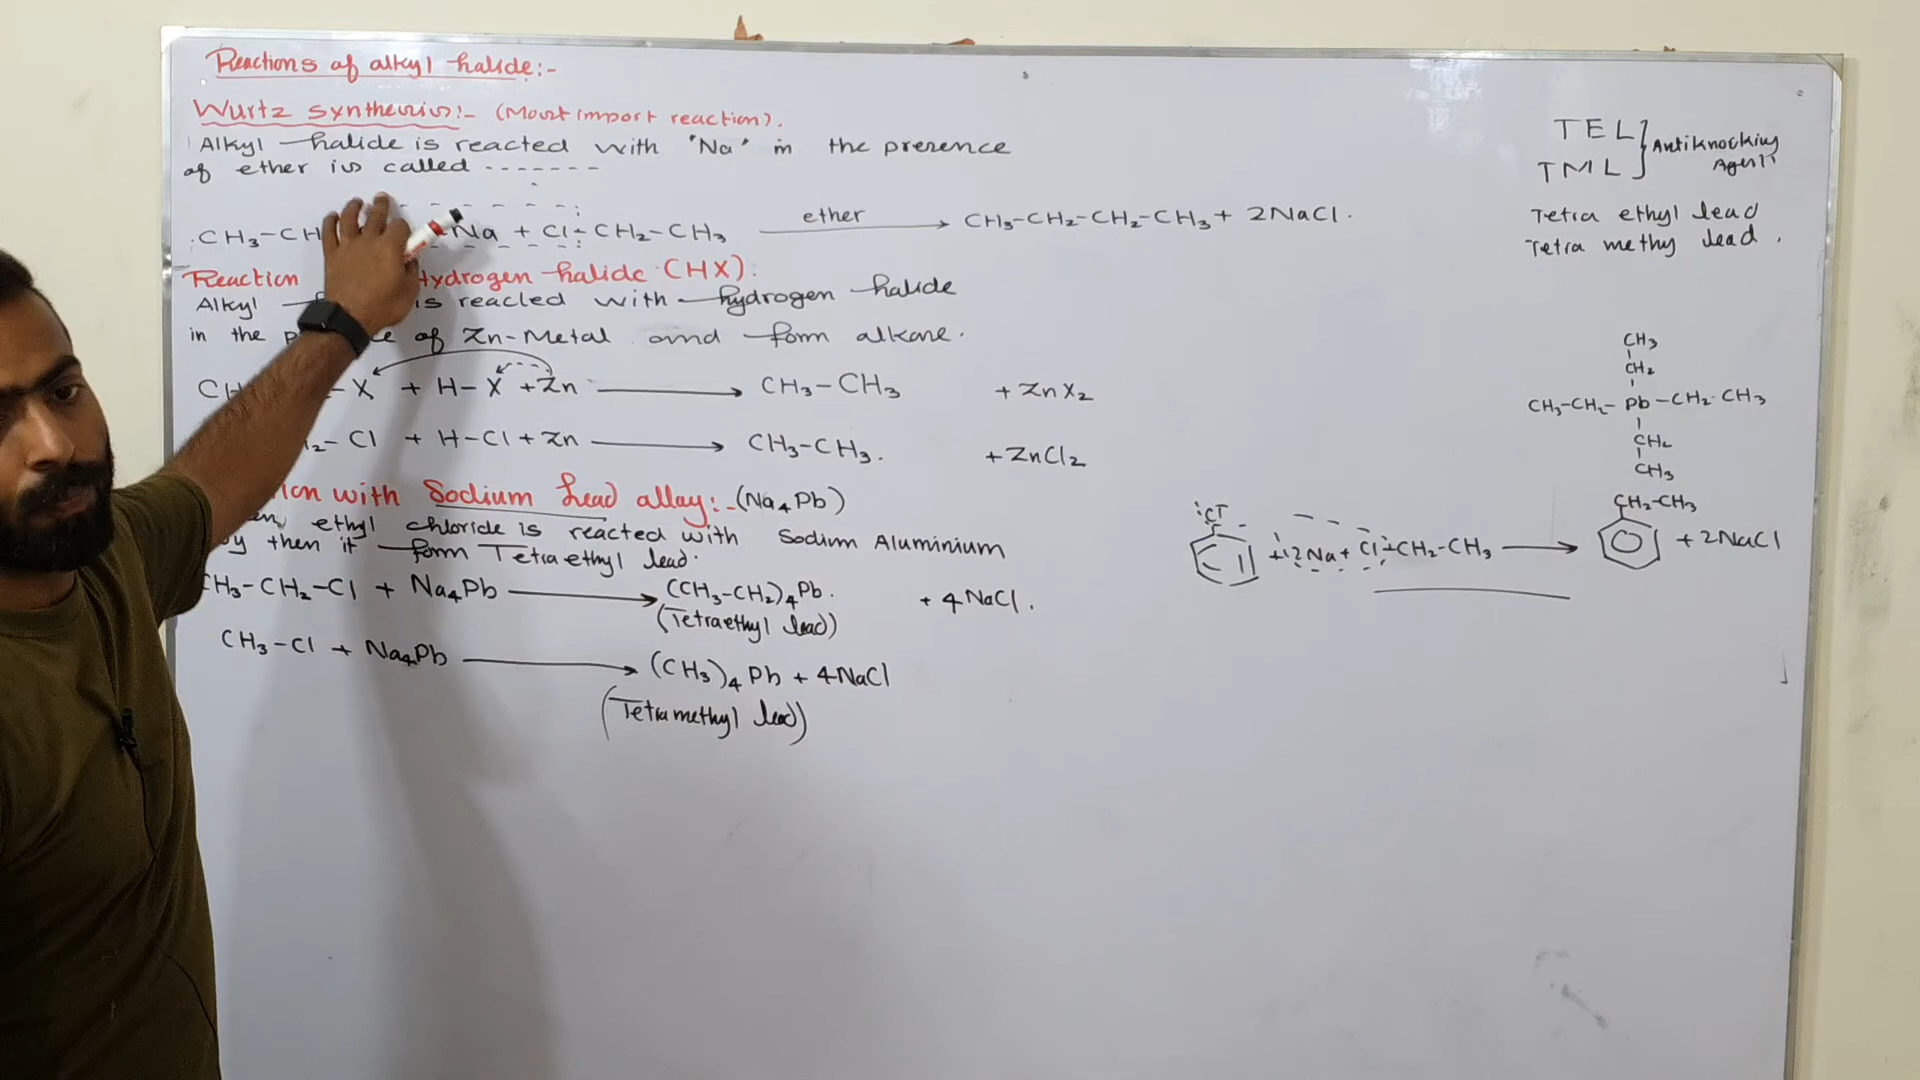 Reactions of alkyl halide:-
Wurtz synthesis:- (Most import reaction).
Alkyl halide is reacted with "Na" in the presence
of ether is called -------
CH3-CH Na + Cl-CH2-CH3 ether → CH3-CH2-CH2-CH3 + 2NaCl.
Reaction Hydrogen halide (HX).
Alkyl is reacted with hydrogen halide
in the of Zn-Metal and form alkane.
CH -X + H-X + Zn → CH3-CH3 + ZnX2
2-Cl + H-Cl + Zn → CH3-CH3. + ZnCl2
with Sodium Lead allay:- (Na4Pb)
ethyl chloride is reacted with Sodium Aluminium
then it form Tetraethyl lead.
CH3-CH2-Cl + Na4Pb → (CH3-CH2)4Pb. + 4NaCl.
(Tetraethyl lead)
CH3-Cl + Na4Pb → (CH3)4Pb + 4NaCl
(Tetramethyl lead)
TEL
TML } Antiknocking
Agent
Tetra ethyl lead
Tetra methy lead.
CH3
CH2
CH3-CH2-Pb-CH2-CH3
CH2
CH3
CH2-CH3
Cl
+ 2Na + Cl-CH2-CH3 → + 2NaCl